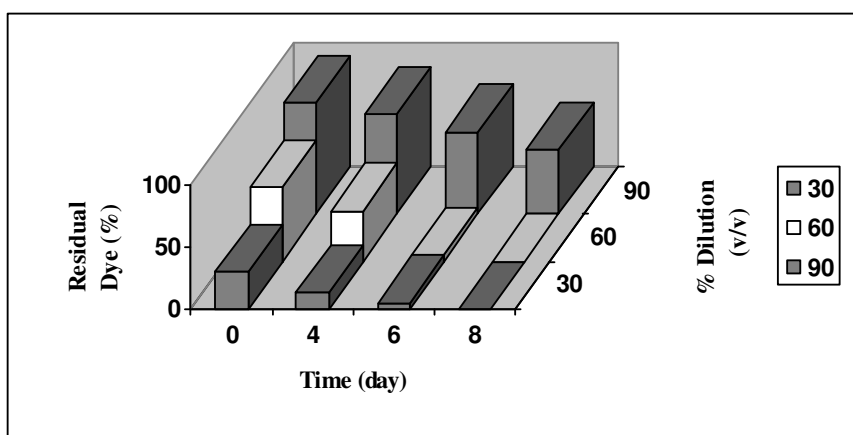 100
50
0
Residual
Dye (%)
0 4 6 8
Time (day)
30
60
90
% Dilution
(v/v)
30
60
90